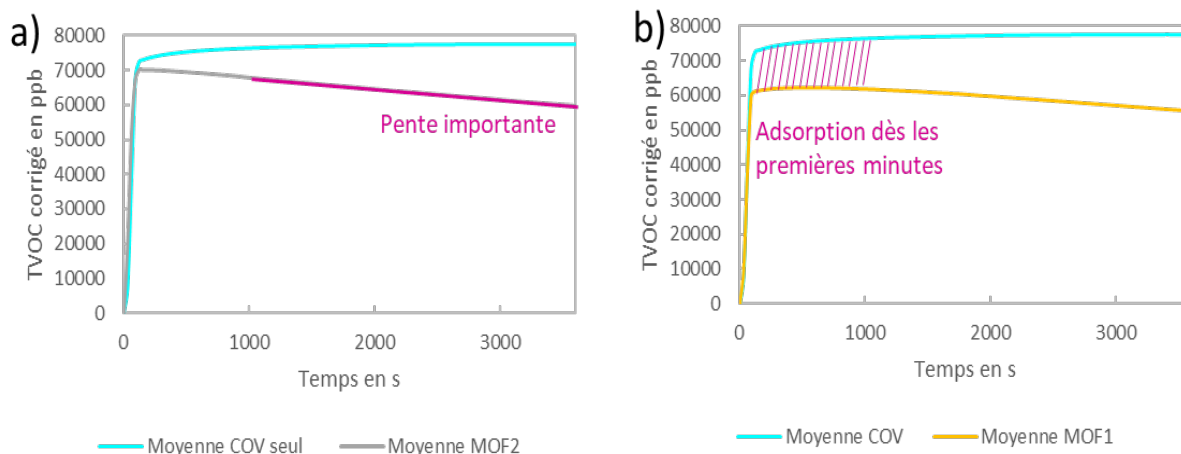 a)
TVOC corrigé en ppb
80000
70000
60000
50000
40000
30000
20000
10000
0
Pente importante
0 1000 2000 3000
Temps en s
Moyenne COV seul Moyenne MOF2
b)
TVOC corrigé en ppb
80000
70000
60000
50000
40000
30000
20000
10000
0
Adsorption dès les
premières minutes
0 1000 2000 3000
Temps en s
Moyenne COV Moyenne MOF1